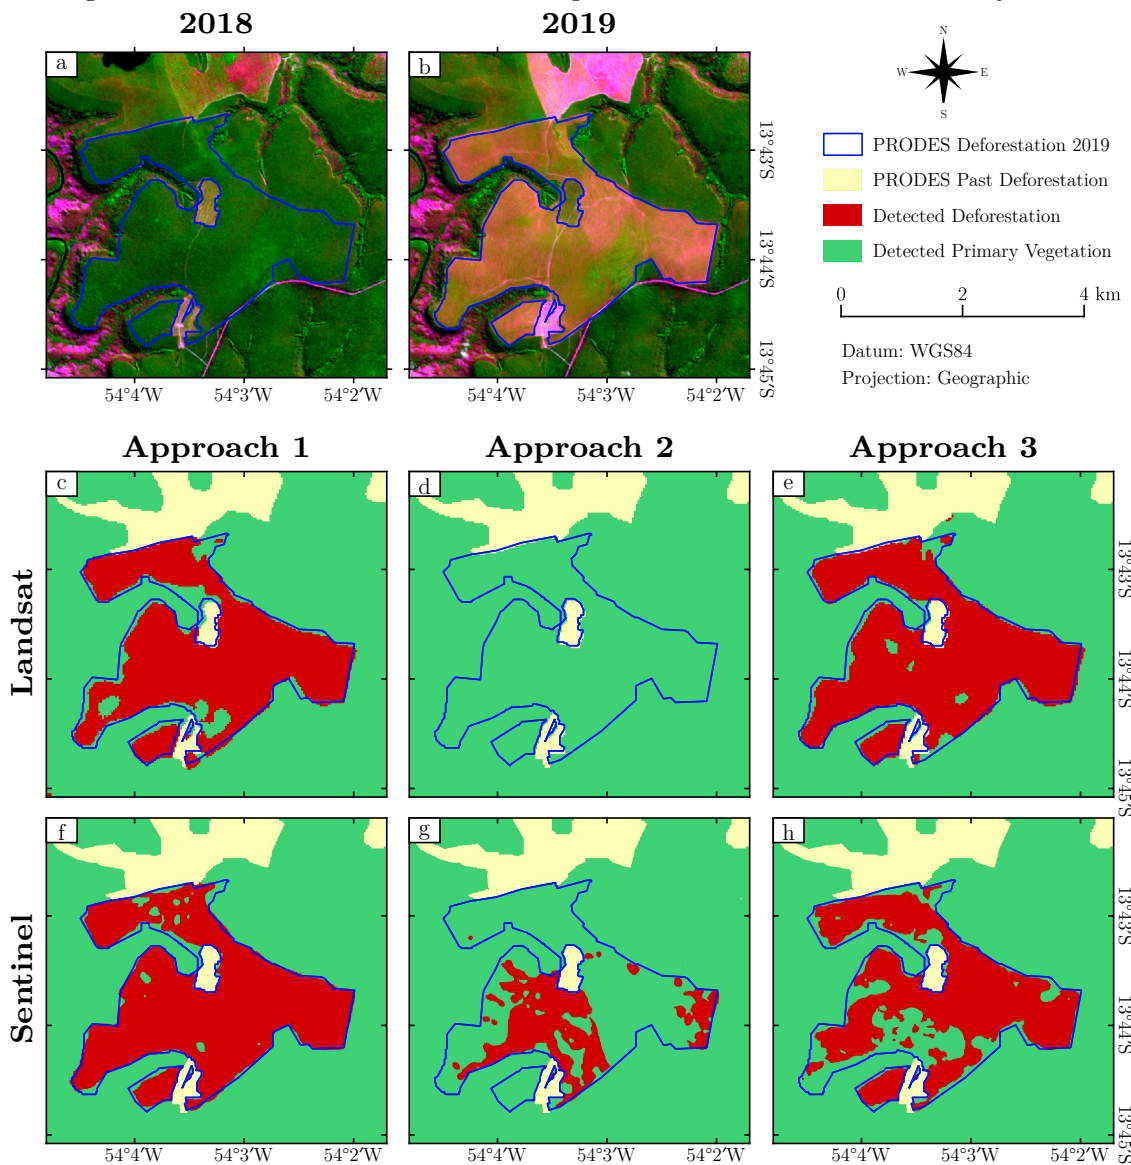 2018
2019
a
b
N
W
E
S
13°43′S
13°44′S
13°45′S
PRODES Deforestation 2019
PRODES Past Deforestation
Detected Deforestation
Detected Primary Vegetation
0
2
4 km
Datum: WGS84
Projection: Geographic
54°4′W
54°3′W
54°2′W
54°4′W
54°3′W
54°2′W
Approach 1
Approach 2
Approach 3
Landsat
c
d
e
13°43′S
13°44′S
13°45′S
Sentinel
f
g
h
13°43′S
13°44′S
13°45′S
54°4′W
54°3′W
54°2′W
54°4′W
54°3′W
54°2′W
54°4′W
54°3′W
54°2′W